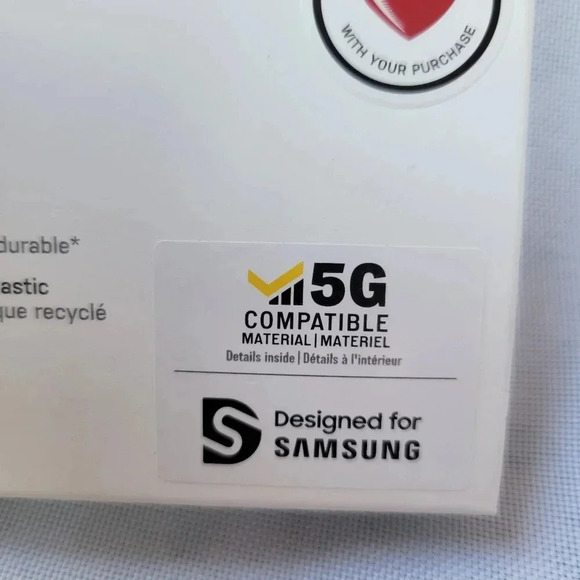 WITH YOUR PURCHASE
durable*
astic
que recyclé
5G
COMPATIBLE
MATERIAL | MATERIEL
Details inside | Détails à l'intérieur
Designed for
SAMSUNG